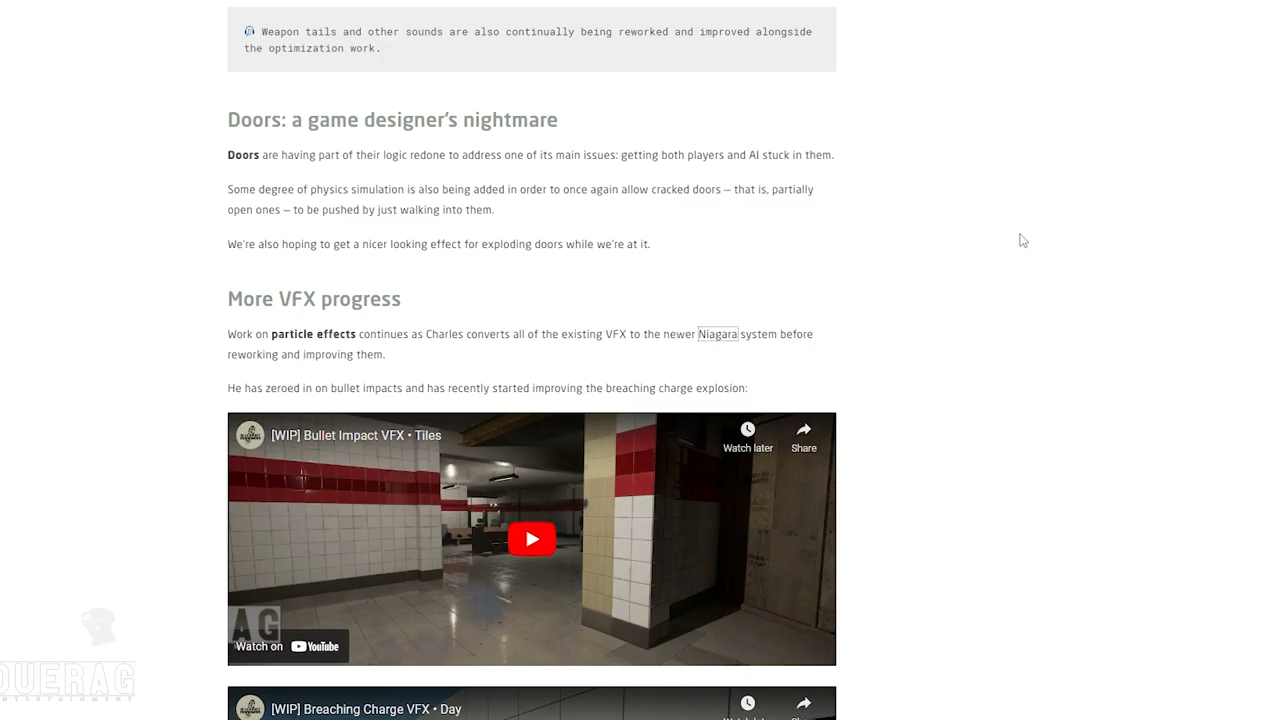 Weapon tails and other sounds are also continually being reworked and improved alongside
the optimization work.
Doors: a game designer's nightmare
Doors are having part of their logic redone to address one of its main issues: getting both players and AI stuck in them.
Some degree of physics simulation is also being added in order to once again allow cracked doors — that is, partially
open ones — to be pushed by just walking into them.
We're also hoping to get a nicer looking effect for exploding doors while we're at it.
More VFX progress
Work on particle effects continues as Charles converts all of the existing VFX to the newer Niagara system before
reworking and improving them.
He has zeroed in on bullet impacts and has recently started improving the breaching charge explosion:
[WIP] Bullet Impact VFX • Tiles
Watch later
Share
AG
Watch on YouTube
OUERAG
ENTERTAINMENT
[WIP] Breaching Charge VFX • Day